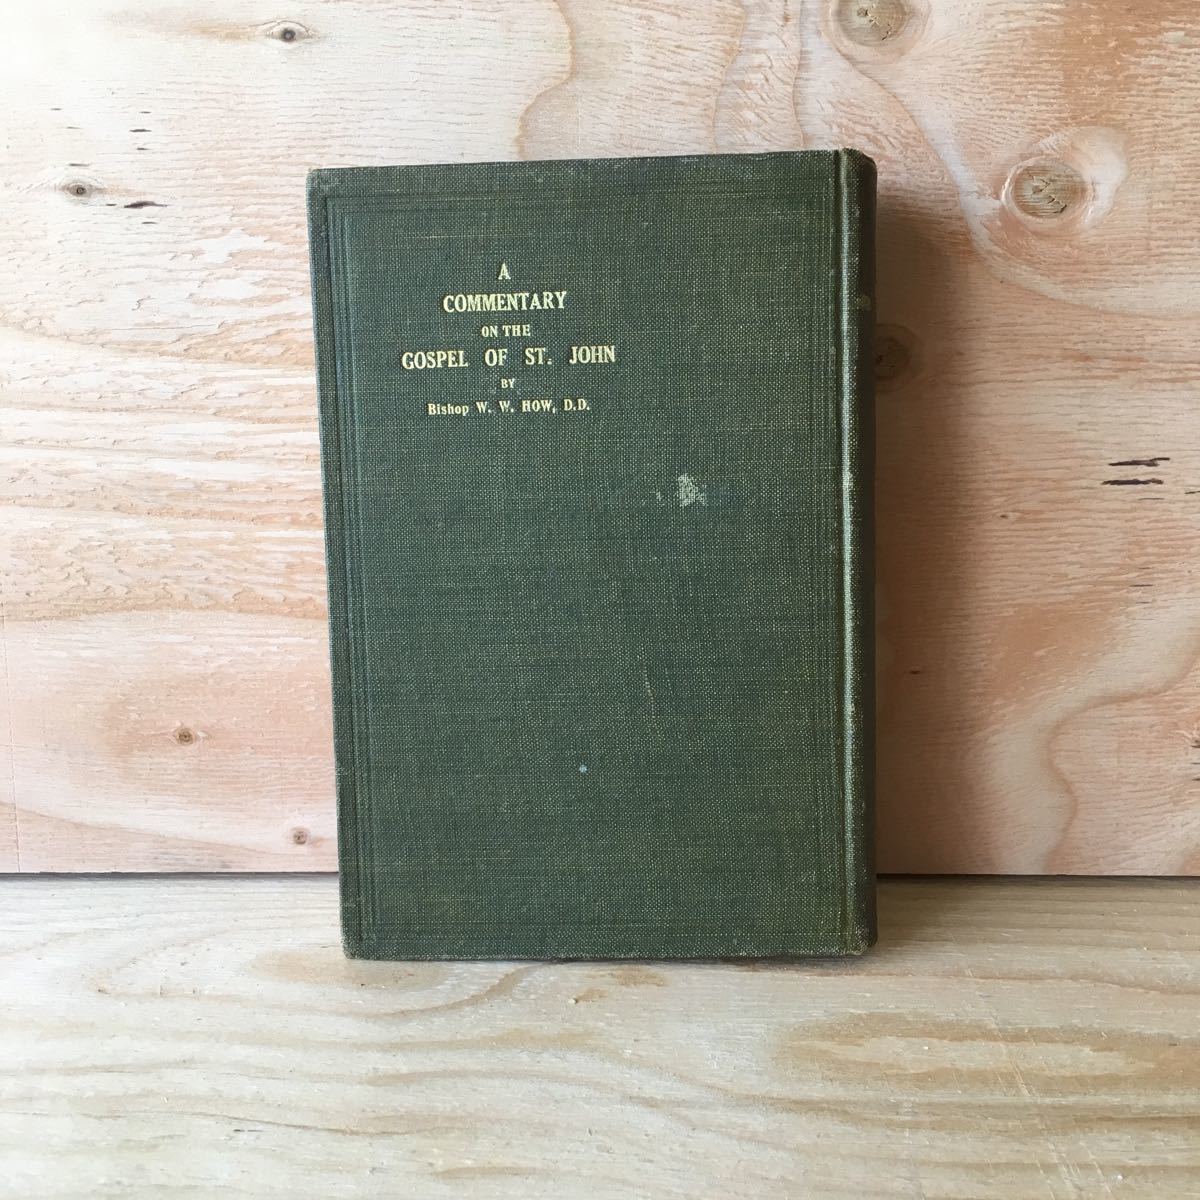 A
COMMENTARY
ON THE
GOSPEL OF ST. JOHN
BY
Bishop W. W. HOW, D.D.